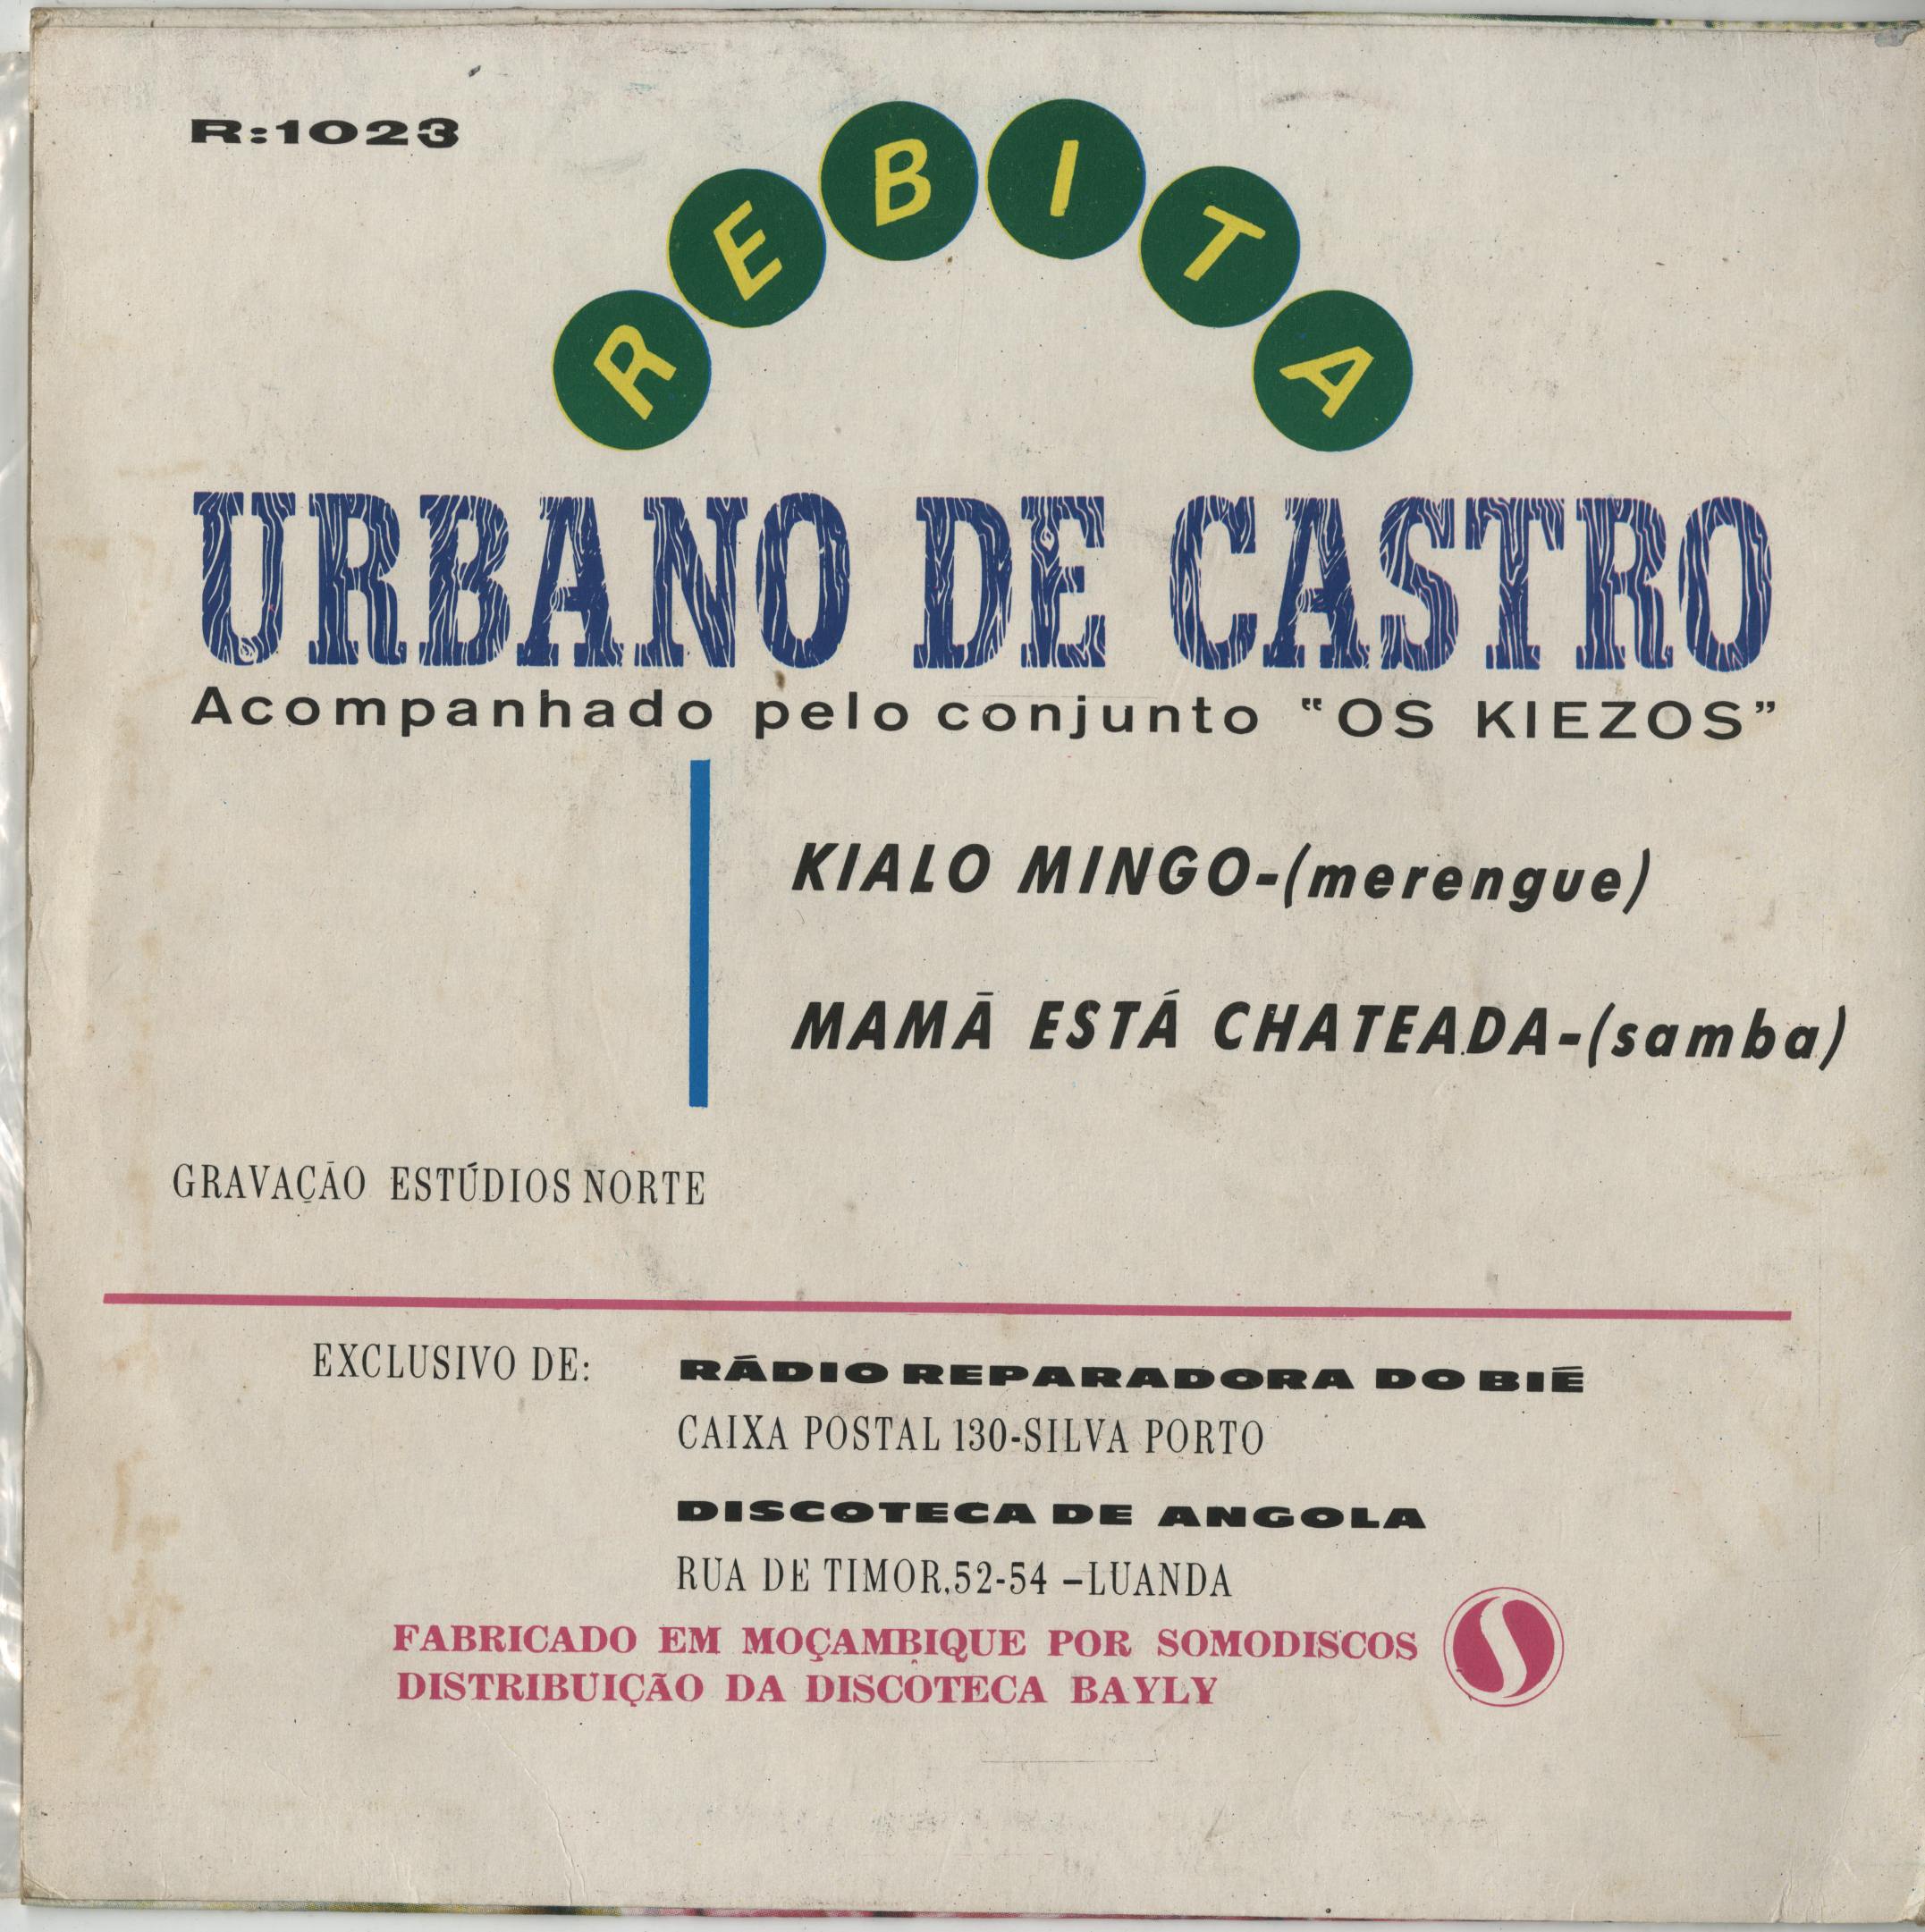 R:1023
REBITA
URBANO DE CASTRO
Acompanhado pelo conjunto "OS KIEZOS"
KIALO MINGO-(merengue)
MAMÃ ESTÁ CHATEADA-(samba)
GRAVAÇÃO ESTÚDIOS NORTE
EXCLUSIVO DE: RÁDIO REPARADORA DO BIÉ
CAIXA POSTAL 130-SILVA PORTO
DISCOTECA DE ANGOLA
RUA DE TIMOR,52-54 –LUANDA
FABRICADO EM MOÇAMBIQUE POR SOMODISCOS
DISTRIBUIÇÃO DA DISCOTECA BAYLY